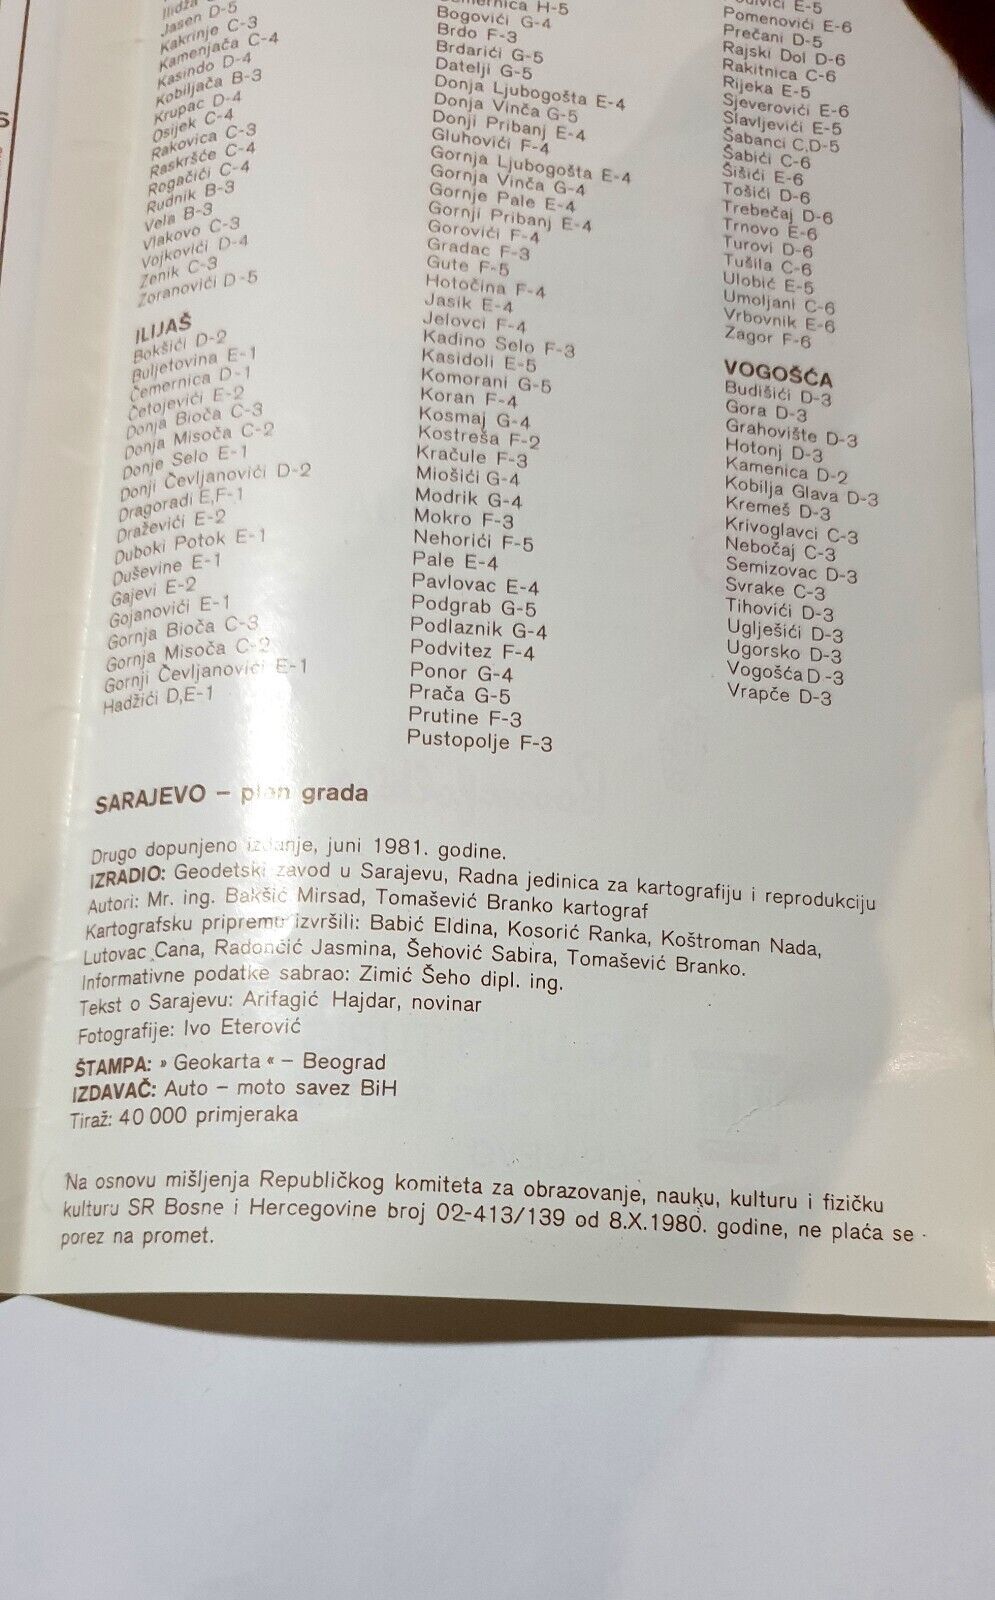 Jasen D-5
Kakrinje C-3
Kamenjača C-4
Kasindo D-4
Kobiljača B-3
Krupac D-4
Osijek C-4
Rakovica C-3
Raskršće C-4
Rogačići C-4
Rudnik B-3
Vela B-3
Vlakovo C-3
Vojkovići D-4
Zenik C-3
Zoranovići D-5
ILIJAŠ
Bokšići D-2
Buljetovina E-1
Čemernica D-1
Četojevići E-2
Donja Bioča C-3
Donja Misoča C-2
Donje Selo E-1
Donji Čevljanovići D-2
Dragoradi E,F-1
Draževići E-2
Duboki Potok E-1
Duševine E-1
Gajevi E-2
Gojanovići E-1
Gornja Bioča C-3
Gornja Misoča C-2
Gornji Čevljanovići E-1
Hadžići D,E-1
H-5
Bogovići G-4
Brdo F-3
Brdarići G-5
Datelji G-5
Donja Ljubogošta E-4
Donja Vinča G-5
Donji Pribanj E-4
Gluhovići F-4
Gornja Ljubogošta E-4
Gornja Vinča G-4
Gornje Pale E-4
Gornji Pribanj E-4
Gorovići F-4
Gradac F-3
Gute F-5
Hotočina F-4
Jasik E-4
Jelovci F-4
Kadino Selo F-3
Kasidoli E-5
Komorani G-5
Koran F-4
Kosmaj G-4
Kostreša F-2
Kračule F-3
Miošići G-4
Modrik G-4
Mokro F-3
Nehorići F-5
Pale E-4
Pavlovac E-4
Podgrab G-5
Podlaznik G-4
Podvitez F-4
Ponor G-4
Prača G-5
Prutine F-3
Pustopolje F-3
E-5
Pomenovići E-6
Prečani D-5
Rajski Dol D-6
Rakitnica C-6
Rijeka E-5
Sjeverovići E-6
Slavljevići E-5
Šabanci C,D-5
Šabići C-6
Šišići E-6
Tošići D-6
Trebečaj D-6
Trnovo E-6
Turovi D-6
Tušila C-6
Ulobić E-5
Umoljani C-6
Vrbovnik E-6
Zagor F-6
VOGOŠĆA
Budišići D-3
Gora D-3
Grahovište D-3
Hotonj D-3
Kamenica D-2
Kobilja Glava D-3
Kremeš D-3
Krivoglavci C-3
Nebočaj C-3
Semizovac D-3
Svrake C-3
Tihovići D-3
Uglješići D-3
Ugorsko D-3
Vogošća D-3
Vrapče D-3
SARAJEVO – plan grada
Drugo dopunjeno izdanje, juni 1981. godine.
IZRADIO: Geodetski zavod u Sarajevu, Radna jedinica za kartografiju i reprodukciju
Autori: Mr. ing. Bakšić Mirsad, Tomašević Branko kartograf
Kartografsku pripremu izvršili: Babić Eldina, Kosorić Ranka, Koštroman Nada,
Lutovac Cana, Radončić Jasmina, Šehović Sabira, Tomašević Branko.
Informativne podatke sabrao: Zimić Šeho dipl. ing.
Tekst o Sarajevu: Arifagić Hajdar, novinar
Fotografije: Ivo Eterović
ŠTAMPA: » Geokarta « – Beograd
IZDAVAČ: Auto – moto savez BiH
Tiraž: 40 000 primjeraka
Na osnovu mišljenja Republičkog komiteta za obrazovanje, nauku, kulturu i fizičku
kulturu SR Bosne i Hercegovine broj 02-413/139 od 8.X.1980. godine, ne plaća se
porez na promet.